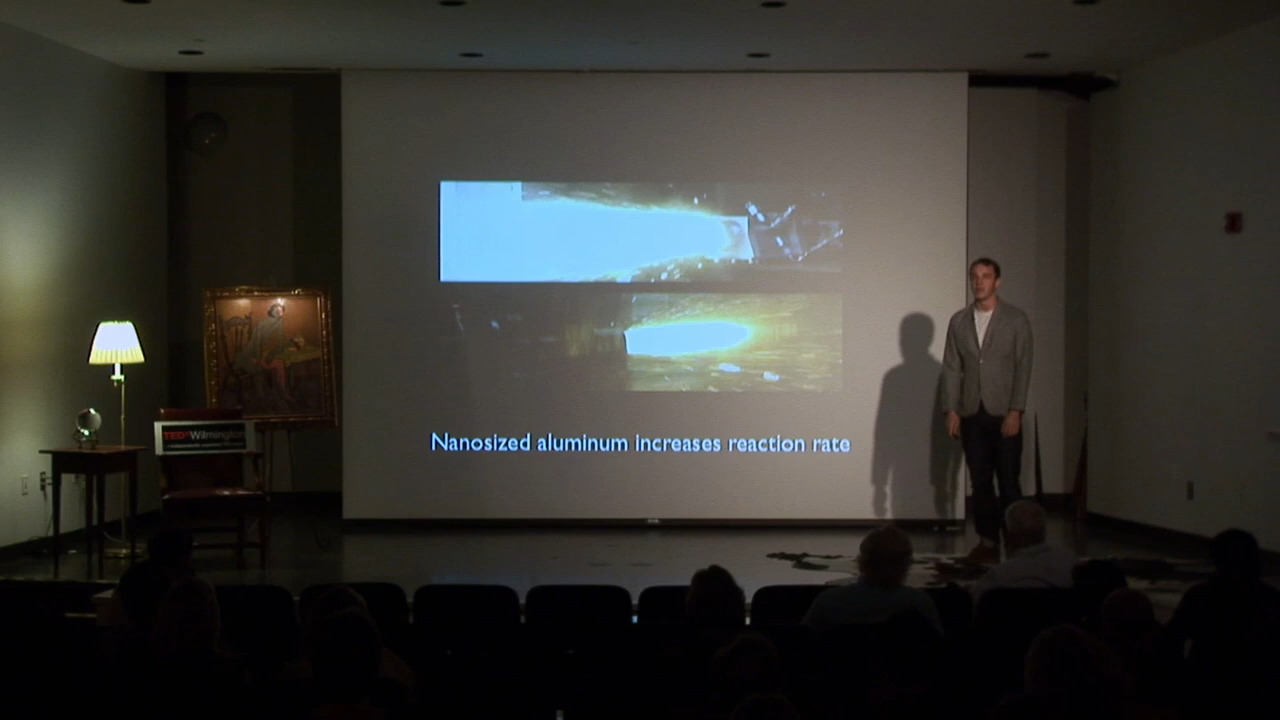 Nanosized aluminum increases reaction rate
TEDxWilmington